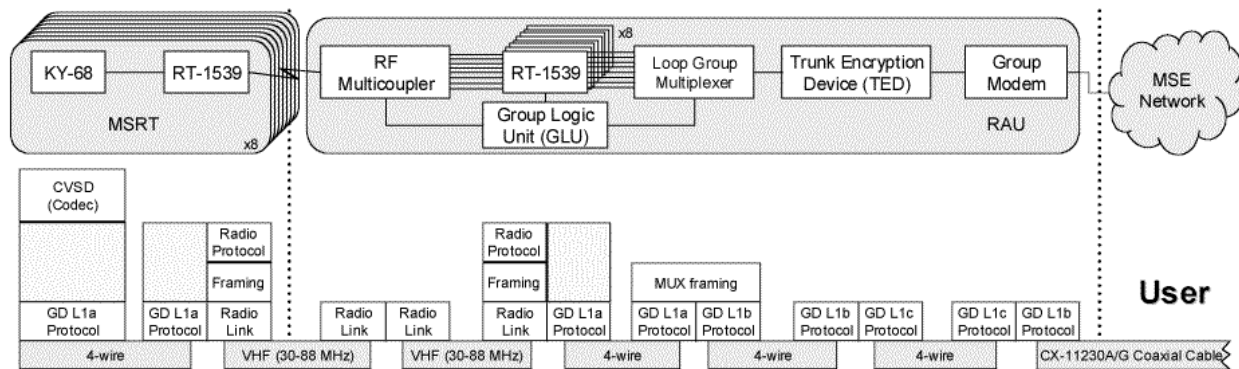 x8
KY-68
RT-1539
MSRT
x8
RF
Multicoupler
RT-1539
Loop Group
Multiplexer
Trunk Encryption
Device (TED)
Group
Modem
Group Logic
Unit (GLU)
RAU
MSE
Network
CVSD
(Codec)
GD L1a
Protocol
GD L1a
Protocol
Radio
Protocol
Framing
Radio
Link
Radio
Link
Radio
Link
Radio
Protocol
Framing
Radio
Link
GD L1a
Protocol
MUX framing
GD L1a
Protocol
GD L1b
Protocol
GD L1b
Protocol
GD L1c
Protocol
GD L1c
Protocol
GD L1b
Protocol
User
4-wire
VHF (30-88 MHz)
VHF (30-88 MHz)
4-wire
4-wire
4-wire
CX-11230A/G Coaxial Cable